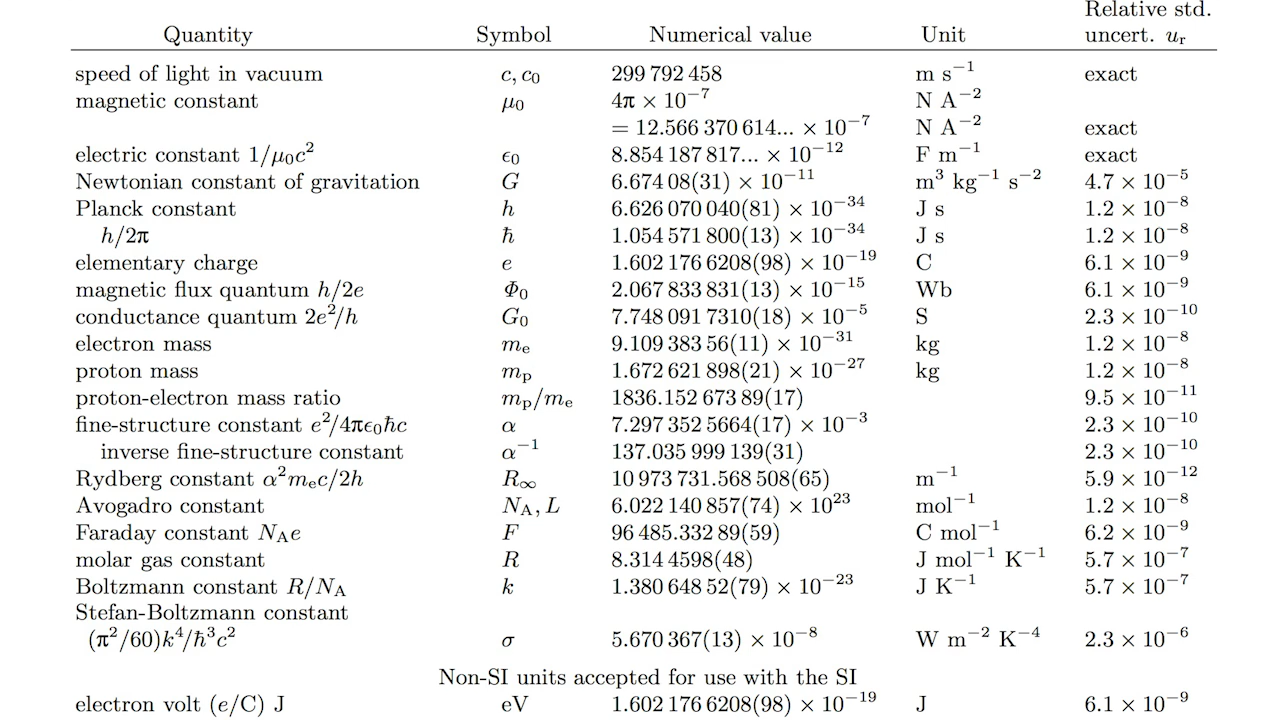 Relative std.
Quantity Symbol Numerical value Unit uncert. uᵣ
speed of light in vacuum c, c₀ 299 792 458 m s⁻¹ exact
magnetic constant μ₀ 4π × 10⁻⁷ N A⁻²
= 12.566 370 614... × 10⁻⁷ N A⁻² exact
electric constant 1/μ₀c² ϵ₀ 8.854 187 817... × 10⁻¹² F m⁻¹ exact
Newtonian constant of gravitation G 6.674 08(31) × 10⁻¹¹ m³ kg⁻¹ s⁻² 4.7 × 10⁻⁵
Planck constant h 6.626 070 040(81) × 10⁻³⁴ J s 1.2 × 10⁻⁸
h/2π ħ 1.054 571 800(13) × 10⁻³⁴ J s 1.2 × 10⁻⁸
elementary charge e 1.602 176 6208(98) × 10⁻¹⁹ C 6.1 × 10⁻⁹
magnetic flux quantum h/2e Φ₀ 2.067 833 831(13) × 10⁻¹⁵ Wb 6.1 × 10⁻⁹
conductance quantum 2e²/h G₀ 7.748 091 7310(18) × 10⁻⁵ S 2.3 × 10⁻¹⁰
electron mass mₑ 9.109 383 56(11) × 10⁻³¹ kg 1.2 × 10⁻⁸
proton mass mₚ 1.672 621 898(21) × 10⁻²⁷ kg 1.2 × 10⁻⁸
proton-electron mass ratio mₚ/mₑ 1836.152 673 89(17) 9.5 × 10⁻¹¹
fine-structure constant e²/4πϵ₀ħc α 7.297 352 5664(17) × 10⁻³ 2.3 × 10⁻¹⁰
inverse fine-structure constant α⁻¹ 137.035 999 139(31) 2.3 × 10⁻¹⁰
Rydberg constant α²mₑc/2h R∞ 10 973 731.568 508(65) m⁻¹ 5.9 × 10⁻¹²
Avogadro constant N_A, L 6.022 140 857(74) × 10²³ mol⁻¹ 1.2 × 10⁻⁸
Faraday constant N_Ae F 96 485.332 89(59) C mol⁻¹ 6.2 × 10⁻⁹
molar gas constant R 8.314 4598(48) J mol⁻¹ K⁻¹ 5.7 × 10⁻⁷
Boltzmann constant R/N_A k 1.380 648 52(79) × 10⁻²³ J K⁻¹ 5.7 × 10⁻⁷
Stefan-Boltzmann constant
(π²/60)k⁴/ħ³c² σ 5.670 367(13) × 10⁻⁸ W m⁻² K⁻⁴ 2.3 × 10⁻⁶
Non-SI units accepted for use with the SI
electron volt (e/C) J eV 1.602 176 6208(98) × 10⁻¹⁹ J 6.1 × 10⁻⁹